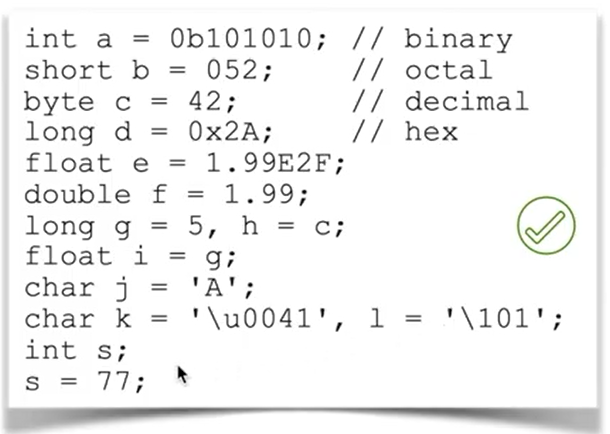 int a = 0b101010; // binary
short b = 052;    // octal
byte c = 42;      // decimal
long d = 0x2A;    // hex
float e = 1.99E2F;
double f = 1.99;
long g = 5, h = c;
float i = g;
char j = 'A';
char k = '\u0041', l = '\101';
int s;
s = 77;